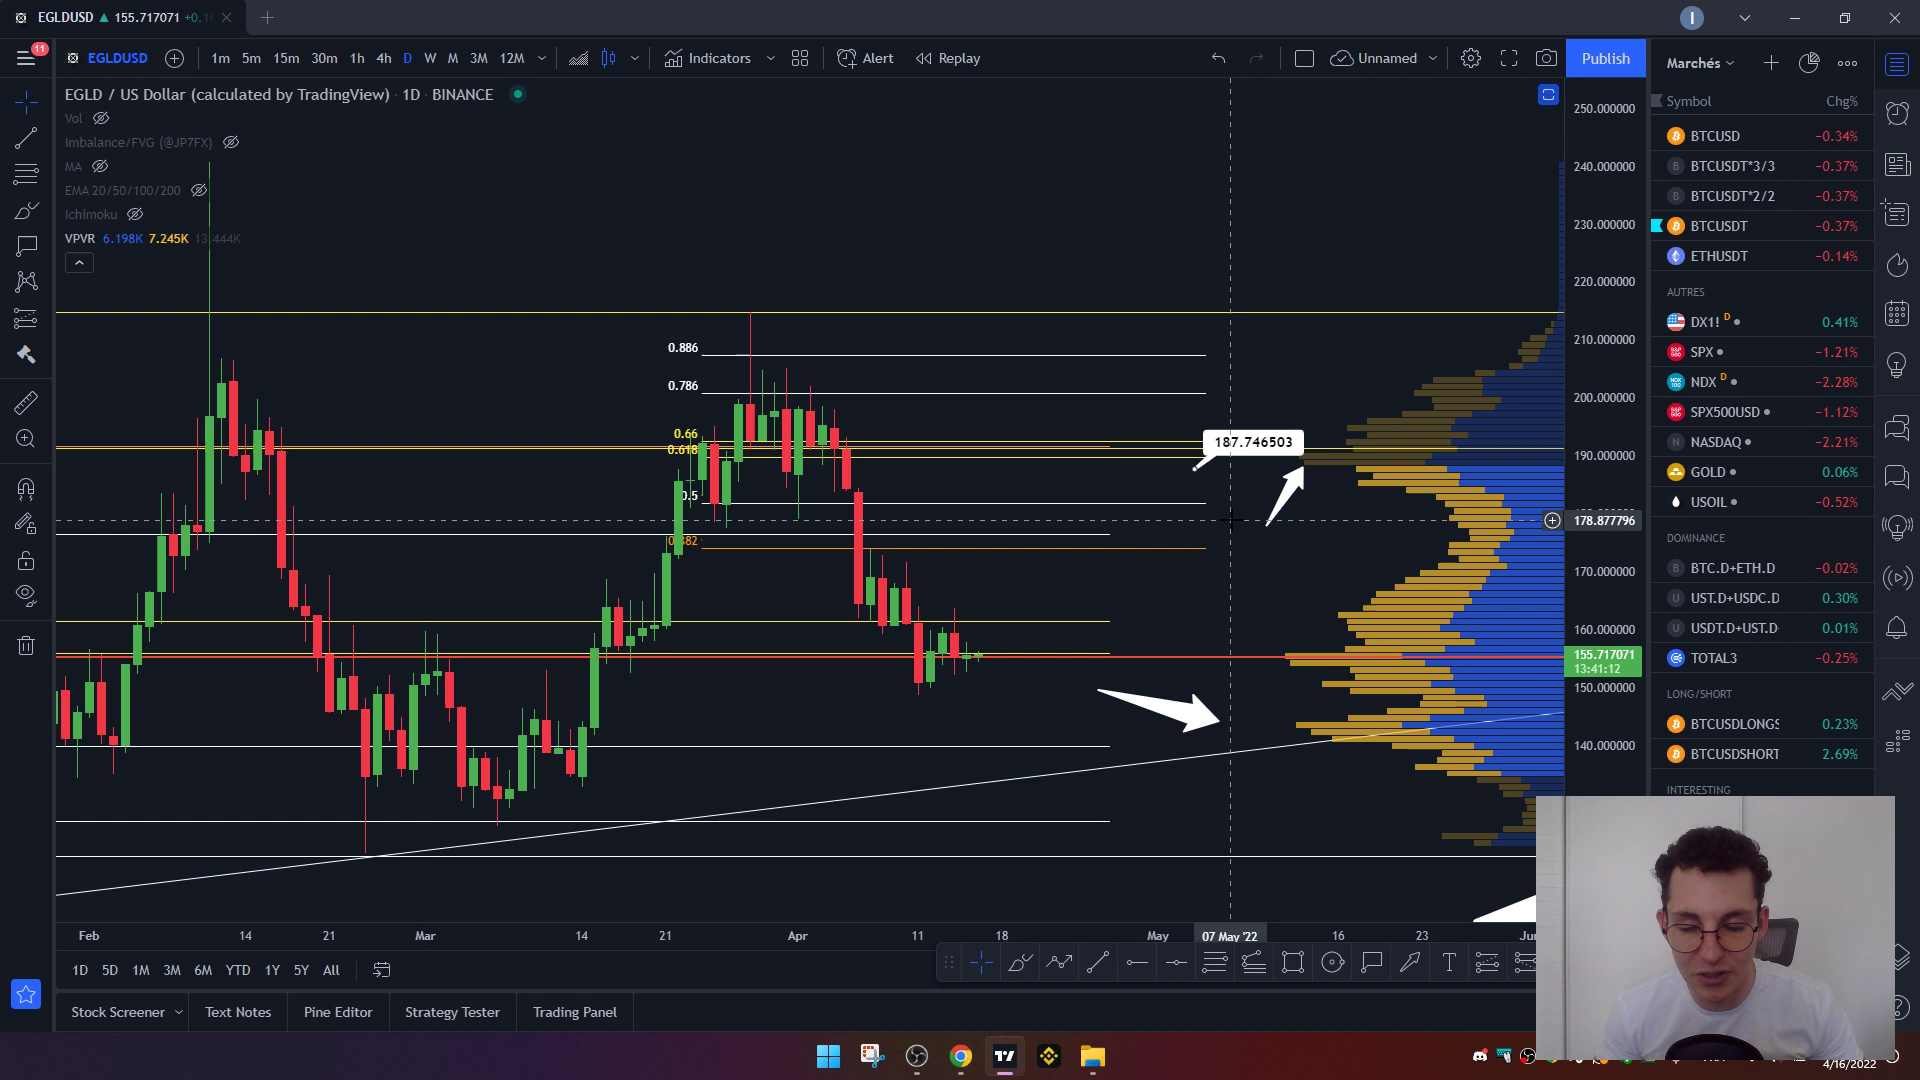 EGLDUSD ▲ 155.717071 +0.1
I
11
EGLDUSD 1m 5m 15m 30m 1h 4h D W M 3M 12M Indicators Alert Replay Unnamed Publish
EGLD / US Dollar (calculated by TradingView) · 1D · BINANCE
Vol
Imbalance/FVG (@JP7FX)
MA
EMA 20/50/100/200
Ichimoku
VPVR 6.198K 7.245K 13.444K
0.886
0.786
0.66
0.618
0.5
0.382
187.746503
250.000000
240.000000
230.000000
220.000000
210.000000
200.000000
190.000000
178.877796
170.000000
160.000000
155.717071
13:41:12
150.000000
140.000000
Feb 14 21 Mar 14 21 Apr 11 18 May 07 May '22 16 23 Jun
1D 5D 1M 3M 6M YTD 1Y 5Y All
Stock Screener Text Notes Pine Editor Strategy Tester Trading Panel
Marchés
Symbol Chg%
BTCUSD −0.34%
BTCUSDT*3/3 −0.37%
BTCUSDT*2/2 −0.37%
BTCUSDT −0.37%
ETHUSDT −0.14%
AUTRES
DX1! D 0.41%
SPX −1.21%
NDX D −2.28%
SPX500USD −1.12%
NASDAQ −2.21%
GOLD 0.06%
USOIL −0.52%
DOMINANCE
BTC.D+ETH.D −0.02%
UST.D+USDC.D 0.30%
USDT.D+UST.D 0.01%
TOTAL3 −0.25%
LONG/SHORT
BTCUSDLONGS 0.23%
BTCUSDSHORT 2.69%
INTERESTING
4/16/2022